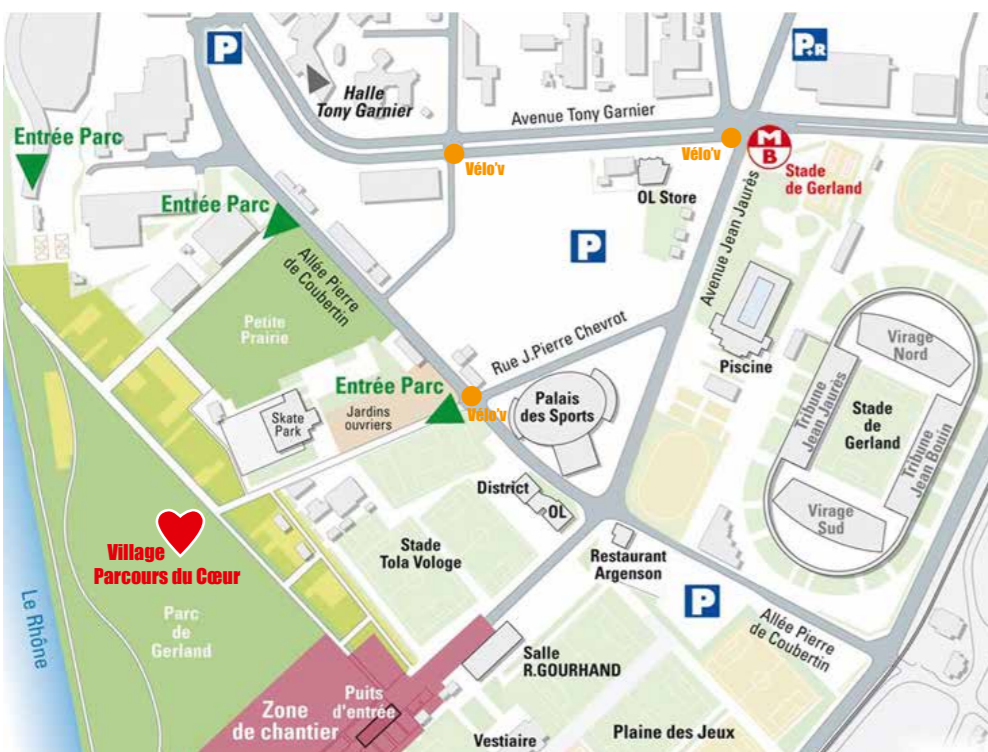 P
P+R
Halle
Tony Garnier
Avenue Tony Garnier
Entrée Parc
Vélo'v
Vélo'v
M
B
Stade
de Gerland
OL Store
Entrée Parc
Allée Pierre
de Coubertin
P
Avenue Jean Jaurès
Petite
Prairie
Rue J.Pierre Chevrot
Piscine
Virage
Nord
Entrée Parc
Vélo'v
Palais
des Sports
Tribune
Jean Jaurès
Stade
de
Gerland
Tribune
Jean Bouin
Skate
Park
Jardins
ouvriers
District
OL
Virage
Sud
Village
Parcours du Cœur
Stade
Tola Vologe
Restaurant
Argenson
P
Le Rhône
Parc
de
Gerland
Allée Pierre
de Coubertin
Salle
R.GOURHAND
Puits
d'entrée
Zone
de chantier
Vestiaire
Plaine des Jeux